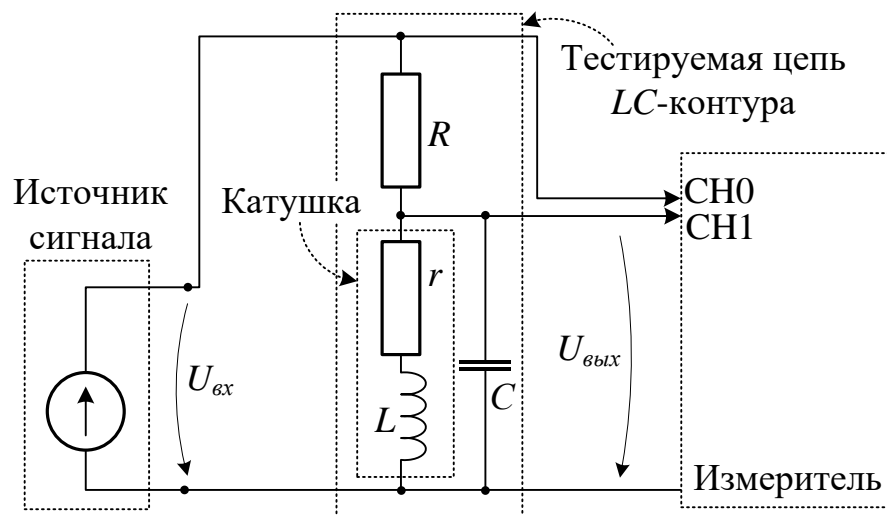 Тестируемая цепь
LC-контура
R
Источник
сигнала
Катушка
CH0
CH1
r
Uвх
Uвых
L
C
Измеритель